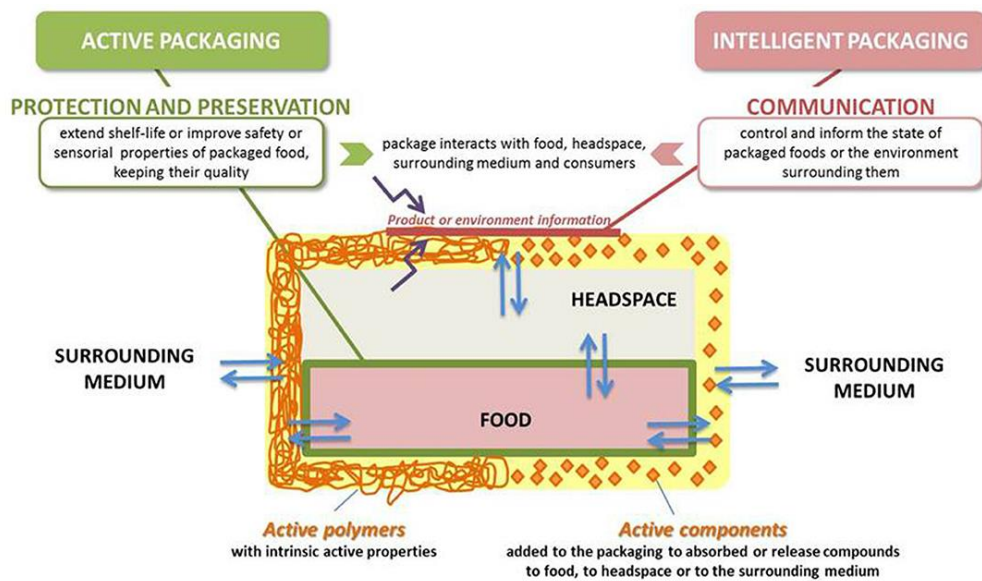 ACTIVE PACKAGING
INTELLIGENT PACKAGING
PROTECTION AND PRESERVATION
extend shelf-life or improve safety or
sensorial properties of packaged food,
keeping their quality
package interacts with food, headspace,
surrounding medium and consumers
COMMUNICATION
control and inform the state of
packaged foods or the environment
surrounding them
Product or environment information
HEADSPACE
SURROUNDING
MEDIUM
SURROUNDING
MEDIUM
FOOD
Active polymers
with intrinsic active properties
Active components
added to the packaging to absorbed or release compounds
to food, to headspace or to the surrounding medium